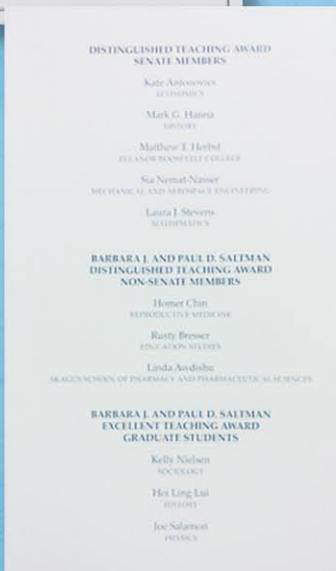 DISTINGUISHED TEACHING AWARD
SENATE MEMBERS
Kate Antonovics
ECONOMICS
Mark G. Hanna
HISTORY
Matthew T. Herbst
ELEANOR ROOSEVELT COLLEGE
Sia Nemat-Nasser
MECHANICAL AND AEROSPACE ENGINEERING
Laura J. Stevens
MATHEMATICS
BARBARA J. AND PAUL D. SALTMAN
DISTINGUISHED TEACHING AWARD
NON-SENATE MEMBERS
Homer Chin
REPRODUCTIVE MEDICINE
Rusty Bresser
EDUCATION STUDIES
Linda Awdishu
SKAGGS SCHOOL OF PHARMACY AND PHARMACEUTICAL SCIENCES
BARBARA J. AND PAUL D. SALTMAN
EXCELLENT TEACHING AWARD
GRADUATE STUDENTS
Kelly Nielsen
SOCIOLOGY
Hoi Ling Lui
HISTORY
Joe Salamon
PHYSICS